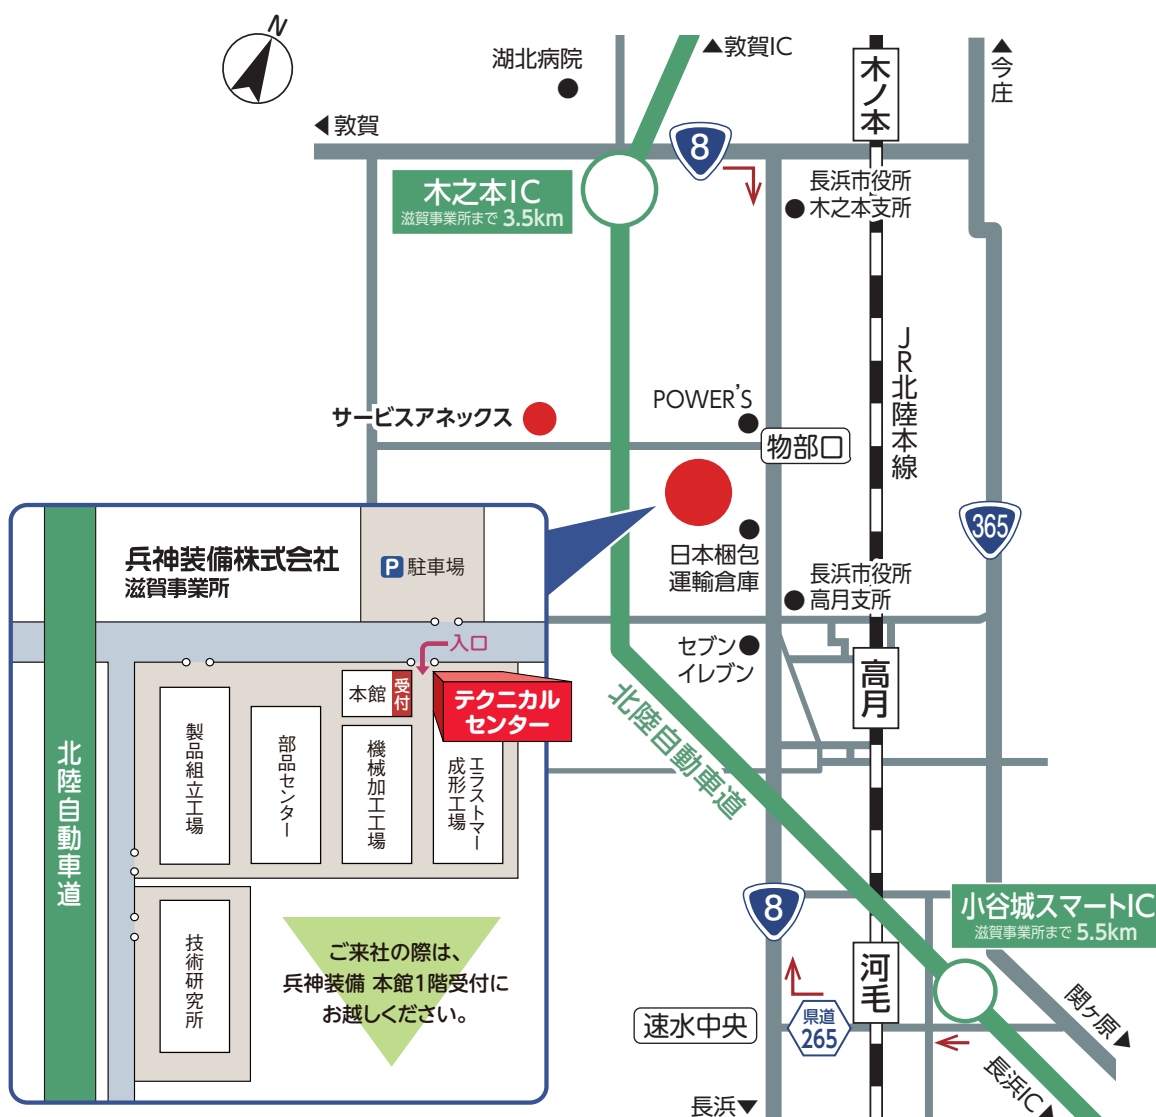 N
湖北病院
▲敦賀IC
木ノ本
▲今庄
◀敦賀
8
木之本IC
滋賀事業所まで 3.5km
長浜市役所
木之本支所
JR北陸本線
POWER'S
サービスアネックス
物部口
365
日本梱包
運輸倉庫
長浜市役所
高月支所
セブン
イレブン
高月
北陸自動車道
8
小谷城スマートIC
滋賀事業所まで 5.5km
河毛
速水中央
県道
265
関ヶ原▶
長浜IC▶
長浜▼
兵神装備株式会社
滋賀事業所
P 駐車場
入口
本館
受付
テクニカル
センター
製品組立工場
部品センター
機械加工工場
エラストマー
成形工場
北陸自動車道
技術研究所
ご来社の際は、
兵神装備 本館1階受付に
お越しください。